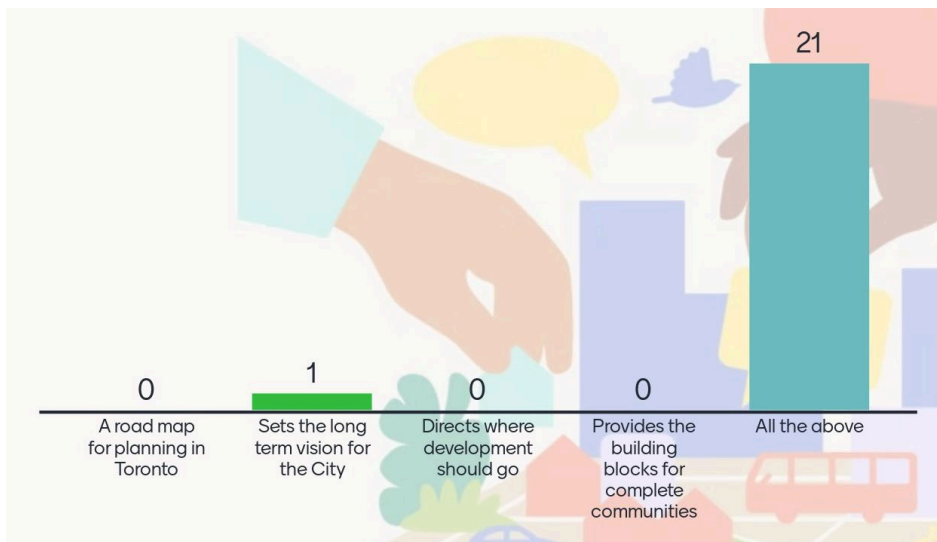 21
1
0
0
0
A road map
for planning in
Toronto
Sets the long
term vision for
the City
Directs where
development
should go
Provides the
building
blocks for
complete
communities
All the above